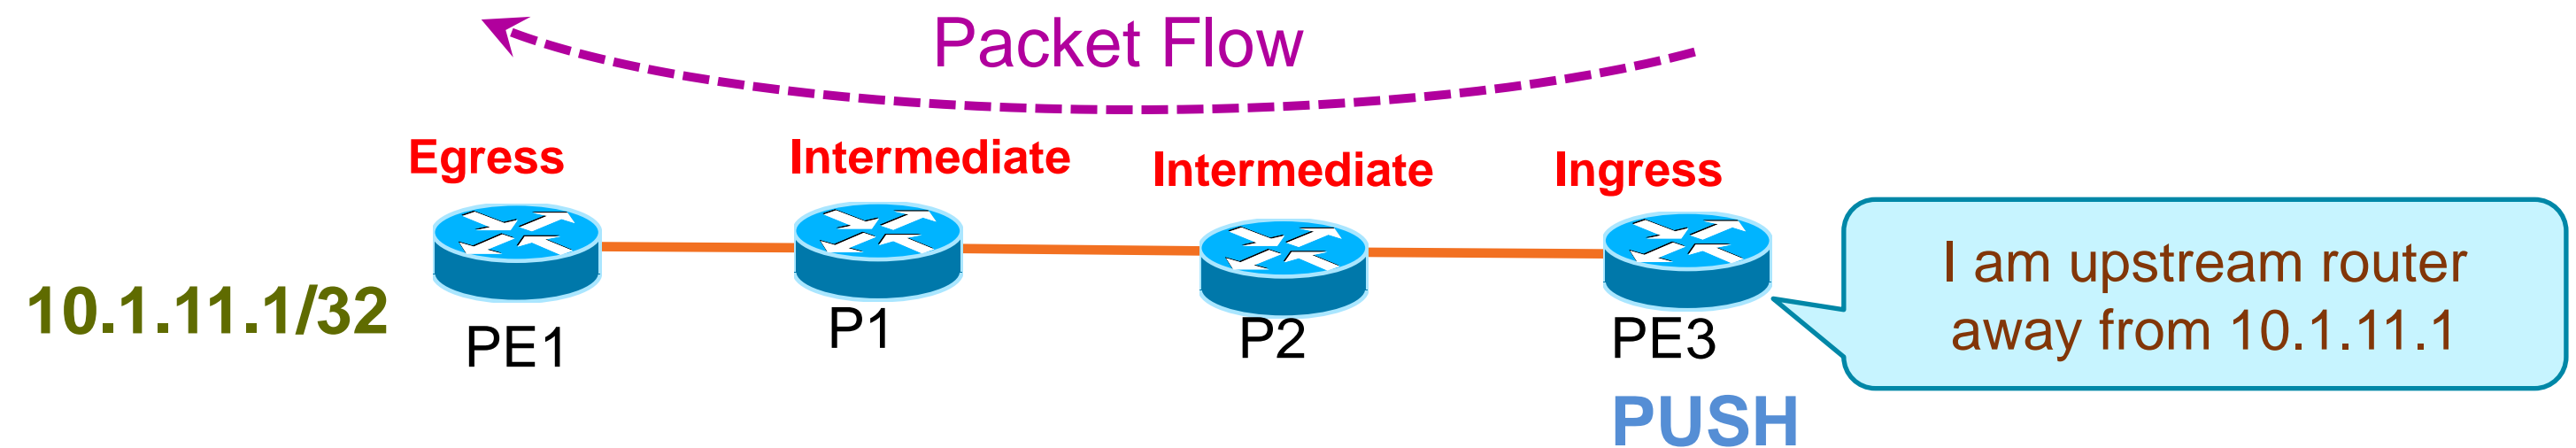 Packet Flow
Egress
Intermediate
Intermediate
Ingress
I am upstream router
away from 10.1.11.1
10.1.11.1/32
PE1
P1
P2
PE3
PUSH